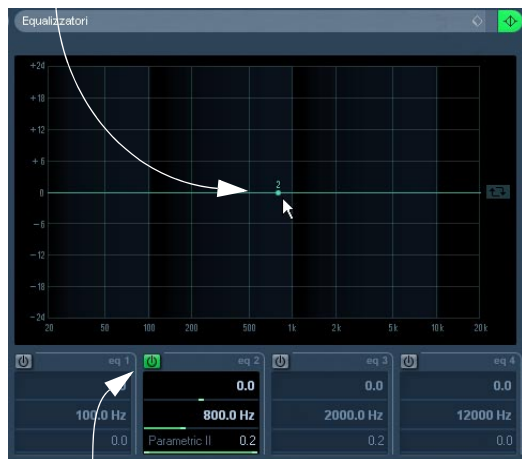 Equalizzatori
+24
+18
+12
+6
0
-6
-12
-18
-24
2
20 50 100 200 500 1k 2k 5k 10k 20k
eq 1 eq 2 eq 3 eq 4
0.0 0.0 0.0
100.0 Hz 800.0 Hz 2000.0 Hz 12000 Hz
0.0 Parametric II 0.2 0.2 0.0